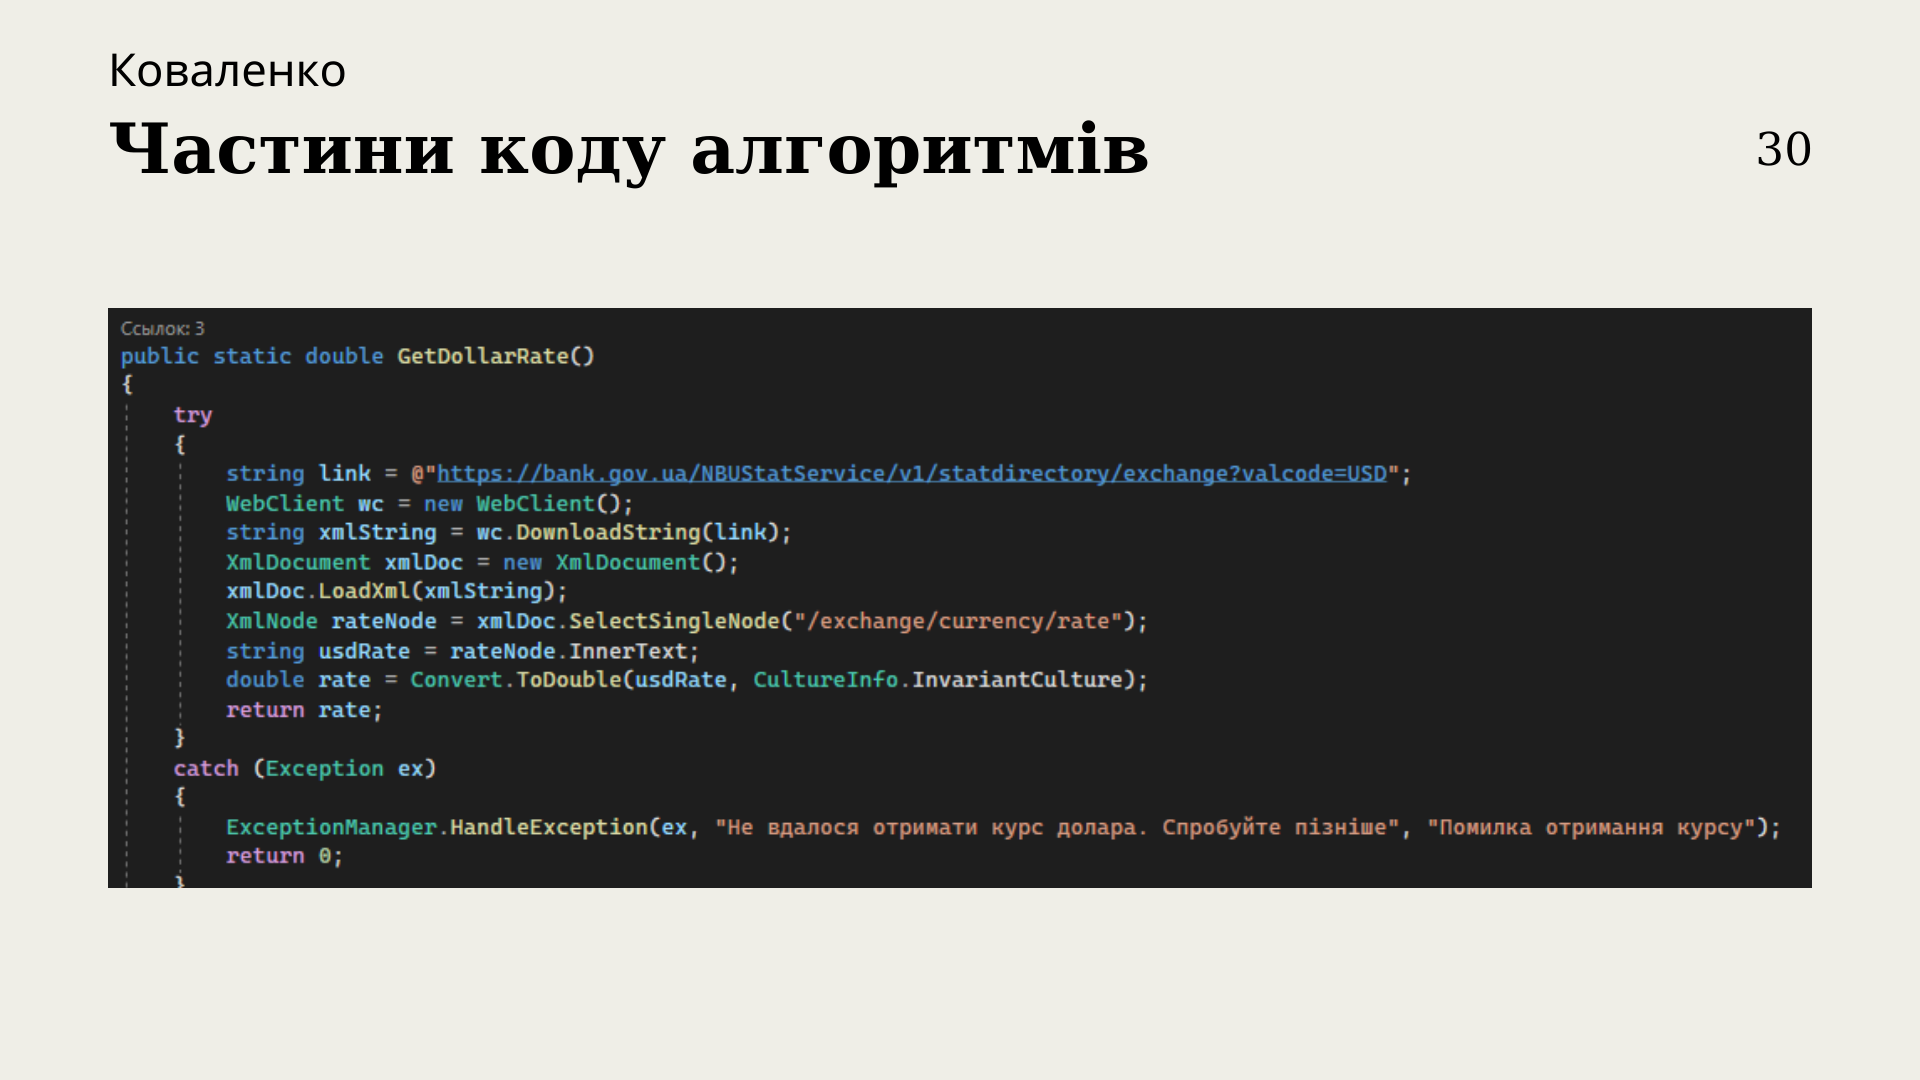 Коваленко
Частини коду алгоритмів
30
Ссылок: 3
public static double GetDollarRate()
{
try
{
string link = @"https://bank.gov.ua/NBUStatService/v1/statdirectory/exchange?valcode=USD";
WebClient wc = new WebClient();
string xmlString = wc.DownloadString(link);
XmlDocument xmlDoc = new XmlDocument();
xmlDoc.LoadXml(xmlString);
XmlNode rateNode = xmlDoc.SelectSingleNode("/exchange/currency/rate");
string usdRate = rateNode.InnerText;
double rate = Convert.ToDouble(usdRate, CultureInfo.InvariantCulture);
return rate;
}
catch (Exception ex)
{
ExceptionManager.HandleException(ex, "Не вдалося отримати курс долара. Спробуйте пізніше", "Помилка отримання курсу");
return 0;
}